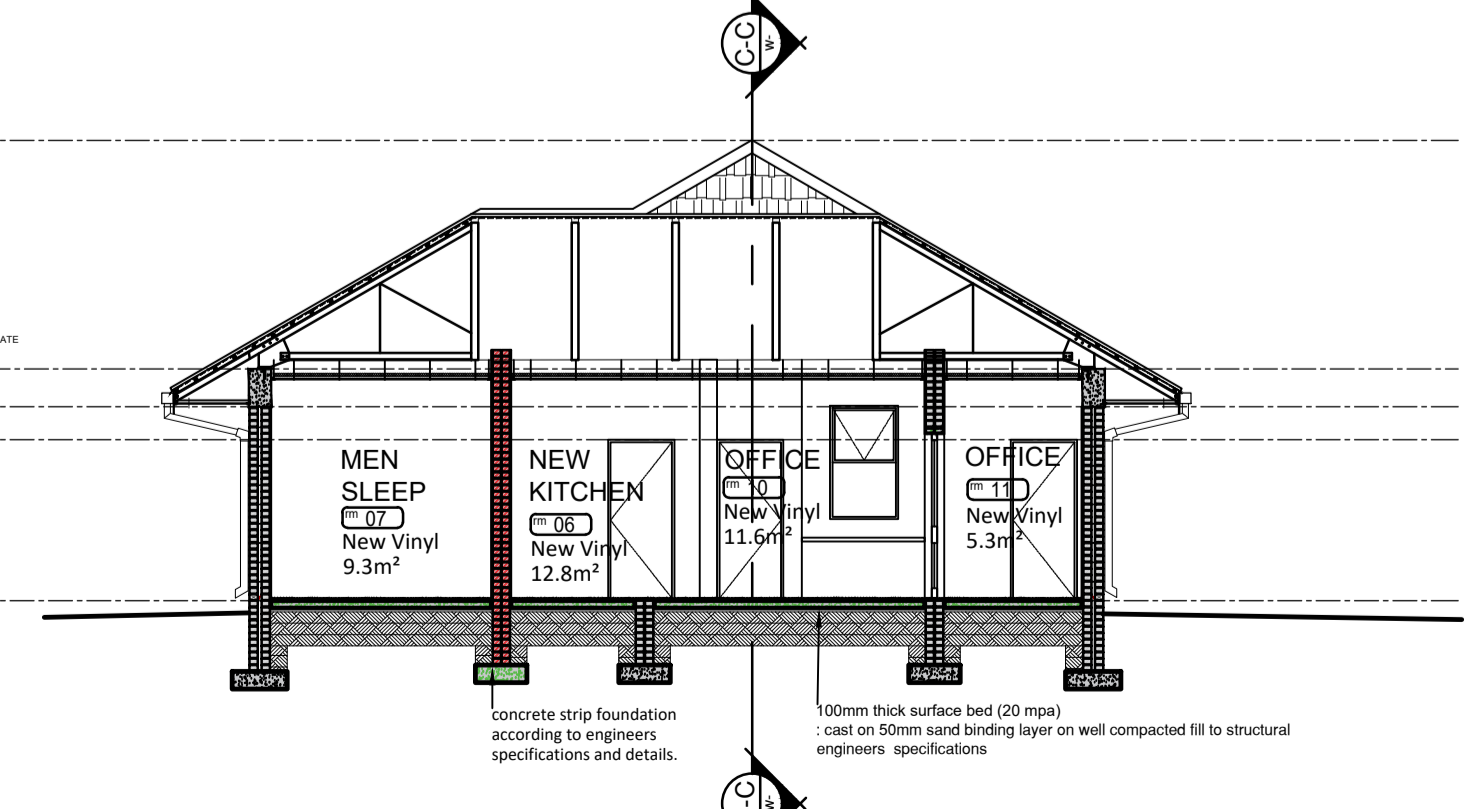 C-C
w-
ATE
MEN
SLEEP
rm 07
New Vinyl
9.3m²
NEW
KITCHEN
rm 06
New Vinyl
12.8m²
OFFICE
rm 10
New Vinyl
11.6m²
OFFICE
rm 11
New Vinyl
5.3m²
concrete strip foundation
according to engineers
specifications and details.
100mm thick surface bed (20 mpa)
: cast on 50mm sand binding layer on well compacted fill to structural
engineers specifications
-C
w-